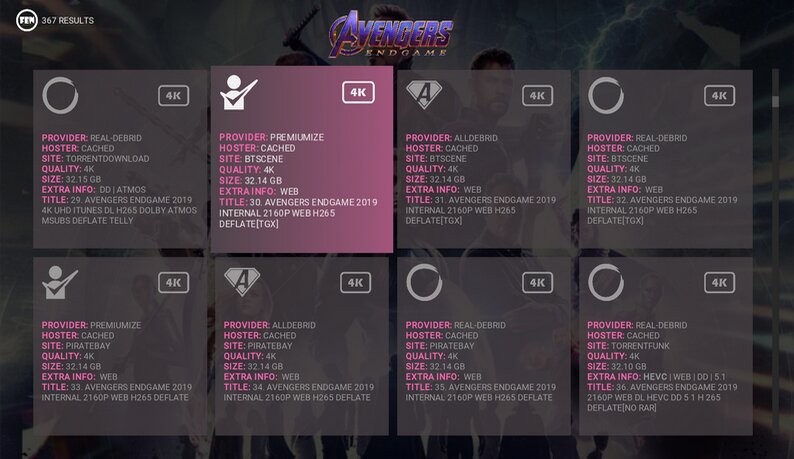 FEN 367 RESULTS
AVENGERS
ENDGAME
4K
PROVIDER: REAL-DEBRID
HOSTER: CACHED
SITE: TORRENTDOWNLOAD
QUALITY: 4K
SIZE: 32.15 GB
EXTRA INFO: DD | ATMOS
TITLE: 29. AVENGERS ENDGAME 2019
4K UHD ITUNES DL H265 DOLBY ATMOS
MSUBS DEFLATE TELLY
4K
PROVIDER: PREMIUMIZE
HOSTER: CACHED
SITE: BTSCENE
QUALITY: 4K
SIZE: 32.14 GB
EXTRA INFO: WEB
TITLE: 30. AVENGERS ENDGAME 2019
INTERNAL 2160P WEB H265
DEFLATE[TGX]
A
4K
PROVIDER: ALLDEBRID
HOSTER: CACHED
SITE: BTSCENE
QUALITY: 4K
SIZE: 32.14 GB
EXTRA INFO: WEB
TITLE: 31. AVENGERS ENDGAME 2019
INTERNAL 2160P WEB H265
DEFLATE[TGX]
4K
PROVIDER: REAL-DEBRID
HOSTER: CACHED
SITE: BTSCENE
QUALITY: 4K
SIZE: 32.14 GB
EXTRA INFO: WEB
TITLE: 32. AVENGERS ENDGAME 2019
INTERNAL 2160P WEB H265
DEFLATE[TGX]
4K
PROVIDER: PREMIUMIZE
HOSTER: CACHED
SITE: PIRATEBAY
QUALITY: 4K
SIZE: 32.14 GB
EXTRA INFO: WEB
TITLE: 33. AVENGERS ENDGAME 2019
INTERNAL 2160P WEB H265 DEFLATE
A
4K
PROVIDER: ALLDEBRID
HOSTER: CACHED
SITE: PIRATEBAY
QUALITY: 4K
SIZE: 32.14 GB
EXTRA INFO: WEB
TITLE: 34. AVENGERS ENDGAME 2019
INTERNAL 2160P WEB H265 DEFLATE
4K
PROVIDER: REAL-DEBRID
HOSTER: CACHED
SITE: PIRATEBAY
QUALITY: 4K
SIZE: 32.14 GB
EXTRA INFO: WEB
TITLE: 35. AVENGERS ENDGAME 2019
INTERNAL 2160P WEB H265 DEFLATE
4K
PROVIDER: REAL-DEBRID
HOSTER: CACHED
SITE: TORRENTFUNK
QUALITY: 4K
SIZE: 32.10 GB
EXTRA INFO: HEVC | WEB | DD | 5.1
TITLE: 36. AVENGERS ENDGAME 2019
2160P WEB DL HEVC DD 5 1 H 265
DEFLATE[NO RAR]